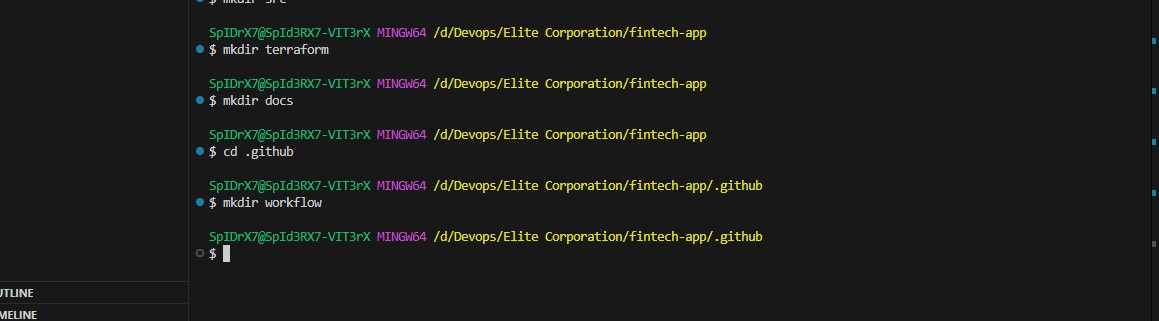 $ mkdir src
SpIDrX7@SpId3RX7-VIT3rX MINGW64 /d/Devops/Elite Corporation/fintech-app
$ mkdir terraform
SpIDrX7@SpId3RX7-VIT3rX MINGW64 /d/Devops/Elite Corporation/fintech-app
$ mkdir docs
SpIDrX7@SpId3RX7-VIT3rX MINGW64 /d/Devops/Elite Corporation/fintech-app
$ cd .github
SpIDrX7@SpId3RX7-VIT3rX MINGW64 /d/Devops/Elite Corporation/fintech-app/.github
$ mkdir workflow
SpIDrX7@SpId3RX7-VIT3rX MINGW64 /d/Devops/Elite Corporation/fintech-app/.github
$
UTLINE
MELINE